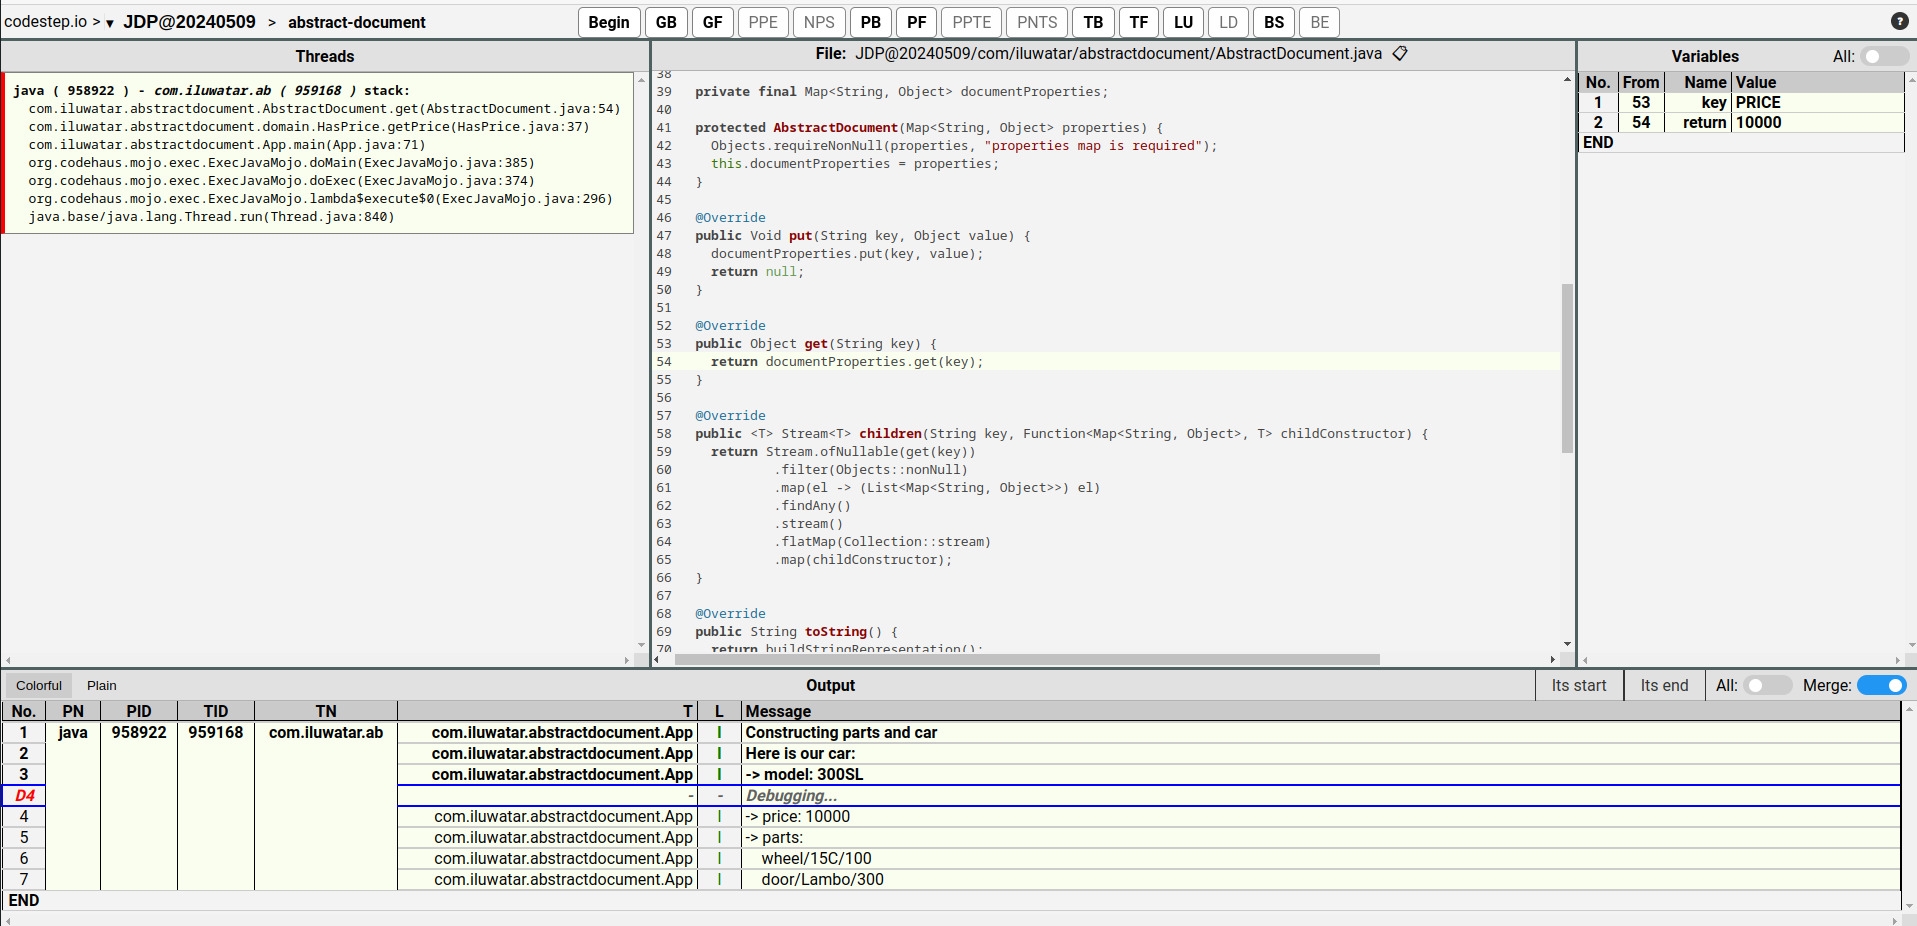 codestep.io > ▾ JDP@20240509 > abstract-document Begin GB GF PPE NPS PB PF PPTE PNTS TB TF LU LD BS BE ?
Threads
java ( 958922 ) - com.iluwatar.ab ( 959168 ) stack:
com.iluwatar.abstractdocument.AbstractDocument.get(AbstractDocument.java:54)
com.iluwatar.abstractdocument.domain.HasPrice.getPrice(HasPrice.java:37)
com.iluwatar.abstractdocument.App.main(App.java:71)
org.codehaus.mojo.exec.ExecJavaMojo.doMain(ExecJavaMojo.java:385)
org.codehaus.mojo.exec.ExecJavaMojo.doExec(ExecJavaMojo.java:374)
org.codehaus.mojo.exec.ExecJavaMojo.lambda$execute$0(ExecJavaMojo.java:296)
java.base/java.lang.Thread.run(Thread.java:840)
File: JDP@20240509/com/iluwatar/abstractdocument/AbstractDocument.java
38
39 private final Map<String, Object> documentProperties;
40
41 protected AbstractDocument(Map<String, Object> properties) {
42 Objects.requireNonNull(properties, "properties map is required");
43 this.documentProperties = properties;
44 }
45
46 @Override
47 public Void put(String key, Object value) {
48 documentProperties.put(key, value);
49 return null;
50 }
51
52 @Override
53 public Object get(String key) {
54 return documentProperties.get(key);
55 }
56
57 @Override
58 public <T> Stream<T> children(String key, Function<Map<String, Object>, T> childConstructor) {
59 return Stream.ofNullable(get(key))
60 .filter(Objects::nonNull)
61 .map(el -> (List<Map<String, Object>>) el)
62 .findAny()
63 .stream()
64 .flatMap(Collection::stream)
65 .map(childConstructor);
66 }
67
68 @Override
69 public String toString() {
70 return buildStringRepresentation();
Variables All:
No. From Name Value
1 53 key PRICE
2 54 return 10000
END
Colorful Plain Output Its start Its end All: Merge:
No. PN PID TID TN T L Message
1 java 958922 959168 com.iluwatar.ab com.iluwatar.abstractdocument.App I Constructing parts and car
2 com.iluwatar.abstractdocument.App I Here is our car:
3 com.iluwatar.abstractdocument.App I -> model: 300SL
D4 - - Debugging...
4 com.iluwatar.abstractdocument.App I -> price: 10000
5 com.iluwatar.abstractdocument.App I -> parts:
6 com.iluwatar.abstractdocument.App I wheel/15C/100
7 com.iluwatar.abstractdocument.App I door/Lambo/300
END